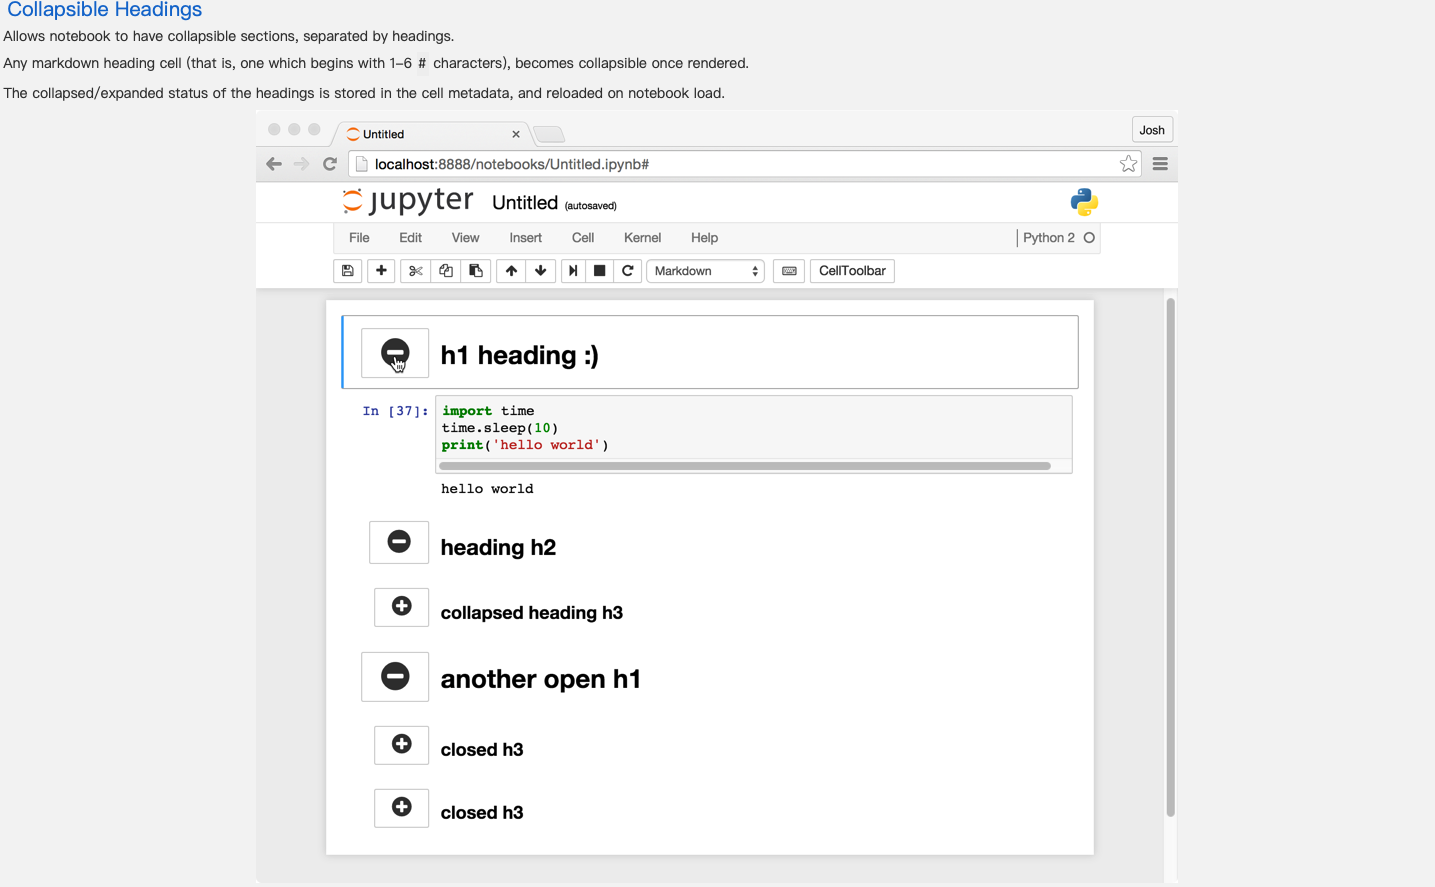 Collapsible Headings
Allows notebook to have collapsible sections, separated by headings.
Any markdown heading cell (that is, one which begins with 1–6 # characters), becomes collapsible once rendered.
The collapsed/expanded status of the headings is stored in the cell metadata, and reloaded on notebook load.
Untitled
Josh
localhost:8888/notebooks/Untitled.ipynb#
jupyter Untitled (autosaved)
File Edit View Insert Cell Kernel Help Python 2
Markdown CellToolbar
h1 heading :)
In [37]: import time
time.sleep(10)
print('hello world')
hello world
heading h2
collapsed heading h3
another open h1
closed h3
closed h3